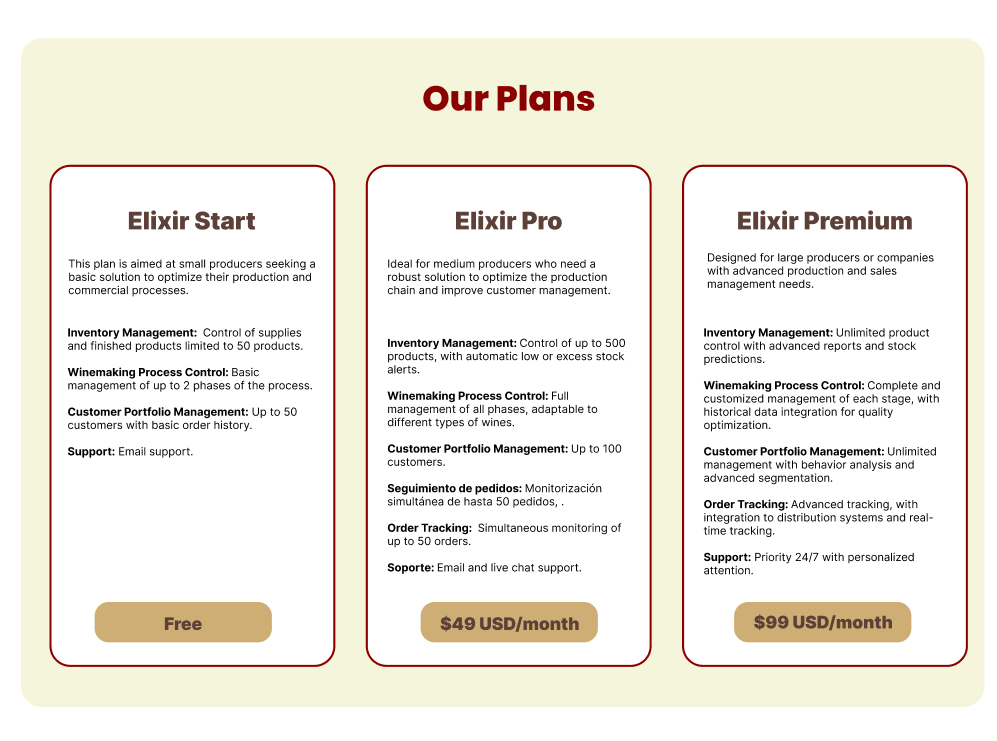 Our Plans
Elixir Start
This plan is aimed at small producers seeking a
basic solution to optimize their production and
commercial processes.
Inventory Management: Control of supplies
and finished products limited to 50 products.
Winemaking Process Control: Basic
management of up to 2 phases of the process.
Customer Portfolio Management: Up to 50
customers with basic order history.
Support: Email support.
Free
Elixir Pro
Ideal for medium producers who need a
robust solution to optimize the production
chain and improve customer management.
Inventory Management: Control of up to 500
products, with automatic low or excess stock
alerts.
Winemaking Process Control: Full
management of all phases, adaptable to
different types of wines.
Customer Portfolio Management: Up to 100
customers.
Seguimiento de pedidos: Monitorización
simultánea de hasta 50 pedidos, .
Order Tracking: Simultaneous monitoring of
up to 50 orders.
Soporte: Email and live chat support.
$49 USD/month
Elixir Premium
Designed for large producers or companies
with advanced production and sales
management needs.
Inventory Management: Unlimited product
control with advanced reports and stock
predictions.
Winemaking Process Control: Complete and
customized management of each stage, with
historical data integration for quality
optimization.
Customer Portfolio Management: Unlimited
management with behavior analysis and
advanced segmentation.
Order Tracking: Advanced tracking, with
integration to distribution systems and real-
time tracking.
Support: Priority 24/7 with personalized
attention.
$99 USD/month